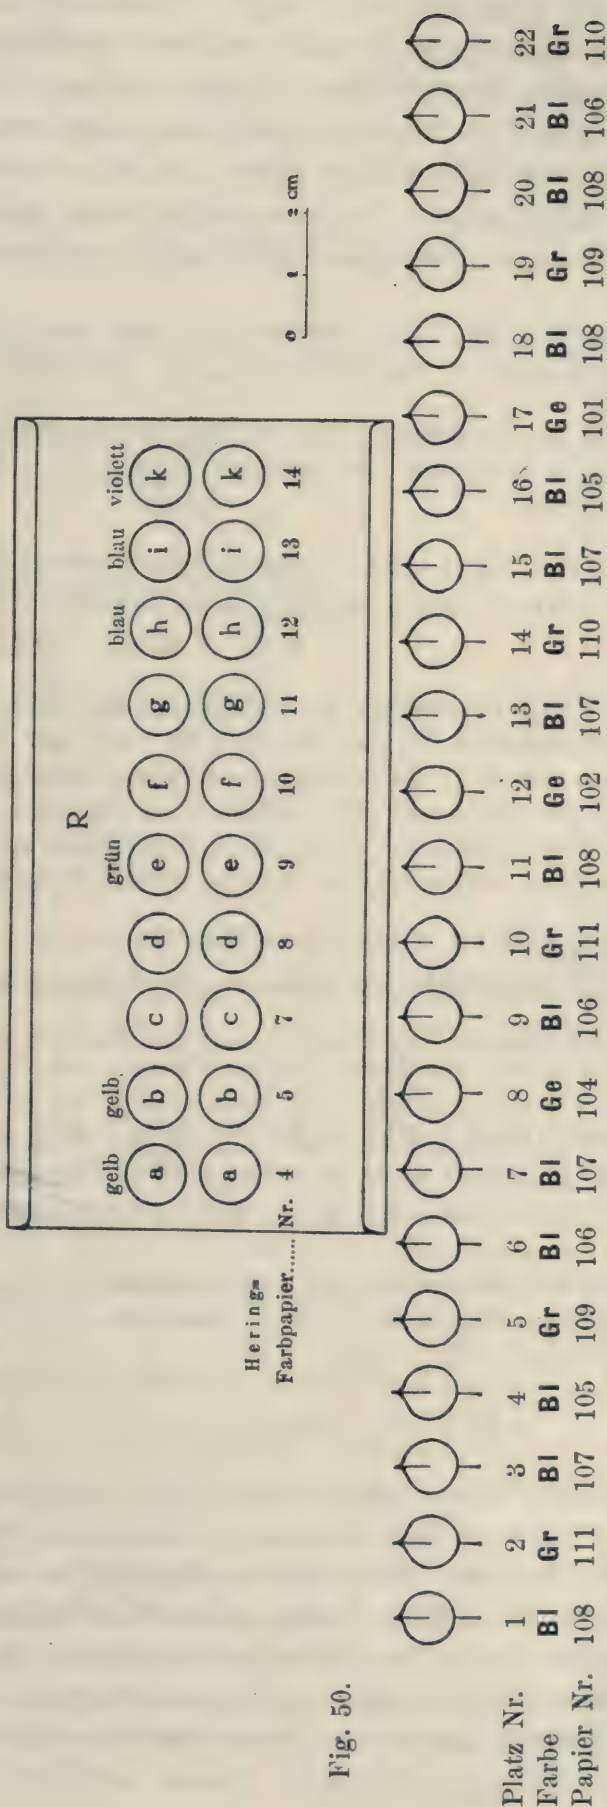 gelb gelb grün blau blau violett
R
a b c d e f g h i k
a b c d e f g h i k
Hering-
Farbpapier...... Nr. 4 5 7 8 9 10 11 12 13 14
0 1 2 cm
Fig. 50.
Platz Nr. 1 2 3 4 5 6 7 8 9 10 11 12 13 14 15 16 17 18 19 20 21 22
Farbe Bl Gr Bl Bl Gr Bl Bl Ge Bl Gr Bl Ge Bl Gr Bl Bl Ge Bl Gr Bl Bl Gr
Papier Nr. 108 111 107 105 109 106 107 104 106 111 108 102 107 110 107 105 101 108 109 108 106 110